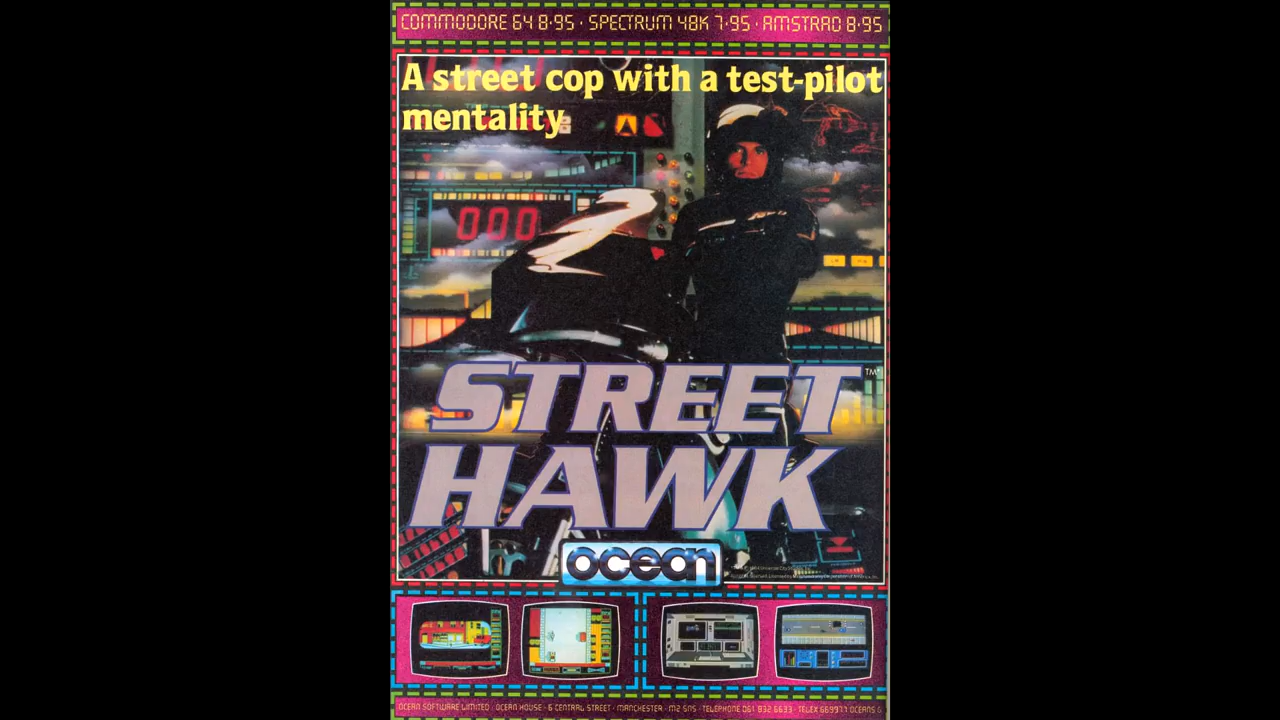 COMMODORE 64 8·95 · SPECTRUM 48K 7·95 · AMSTRAD 8·95
A street cop with a test-pilot
mentality
000
STREET
TM
HAWK
ocean
OCEAN SOFTWARE LIMITED · OCEAN HOUSE · 6 CENTRAL STREET · MANCHESTER · M2 5NS · TELEPHONE 061 832 6633 · TELEX 669977 OCEANS G